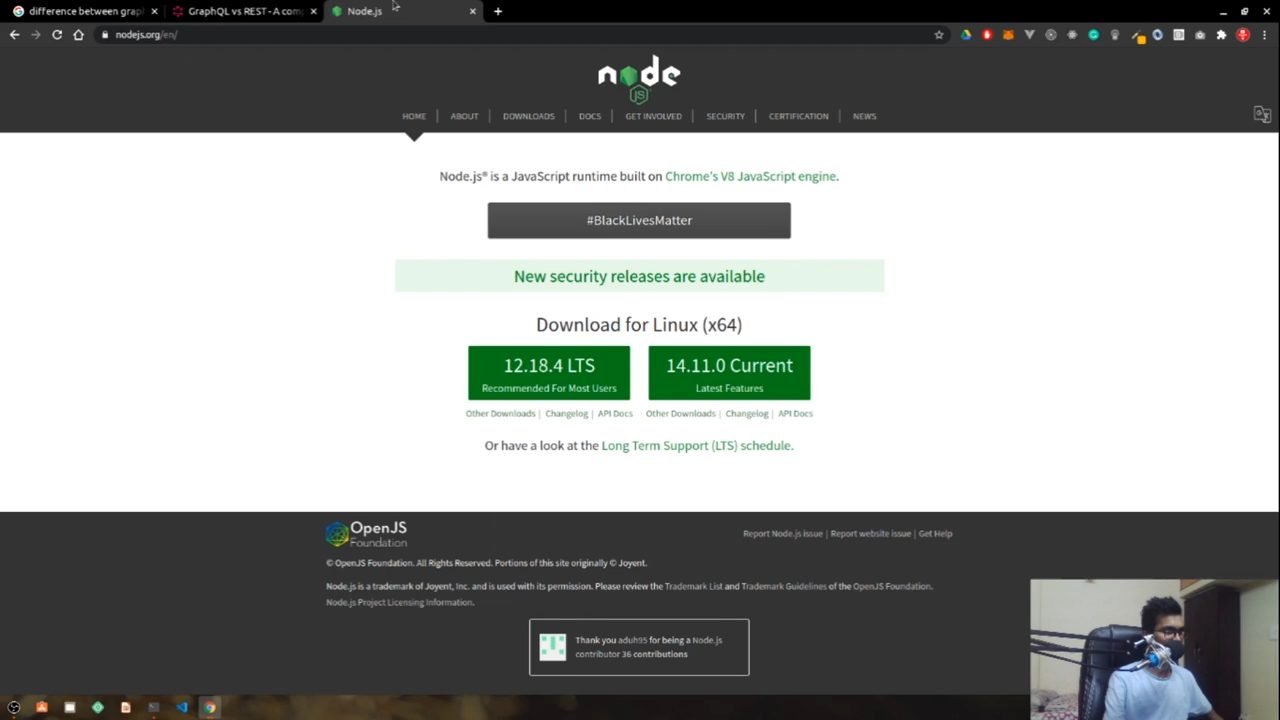 difference between grap
GraphQL vs REST - A com
Node.js
nodejs.org/en/
node
JS
HOME
ABOUT
DOWNLOADS
DOCS
GET INVOLVED
SECURITY
CERTIFICATION
NEWS
Node.js® is a JavaScript runtime built on Chrome's V8 JavaScript engine.
#BlackLivesMatter
New security releases are available
Download for Linux (x64)
12.18.4 LTS
Recommended For Most Users
14.11.0 Current
Latest Features
Other Downloads | Changelog | API Docs
Other Downloads | Changelog | API Docs
Or have a look at the Long Term Support (LTS) schedule.
OpenJS
Foundation
Report Node.js issue | Report website issue | Get Help
© OpenJS Foundation. All Rights Reserved. Portions of this site originally © Joyent.
Node.js is a trademark of Joyent, Inc. and is used with its permission. Please review the Trademark List and Trademark Guidelines of the OpenJS Foundation.
Node.js Project Licensing Information.
Thank you aduh95 for being a Node.js
contributor 36 contributions